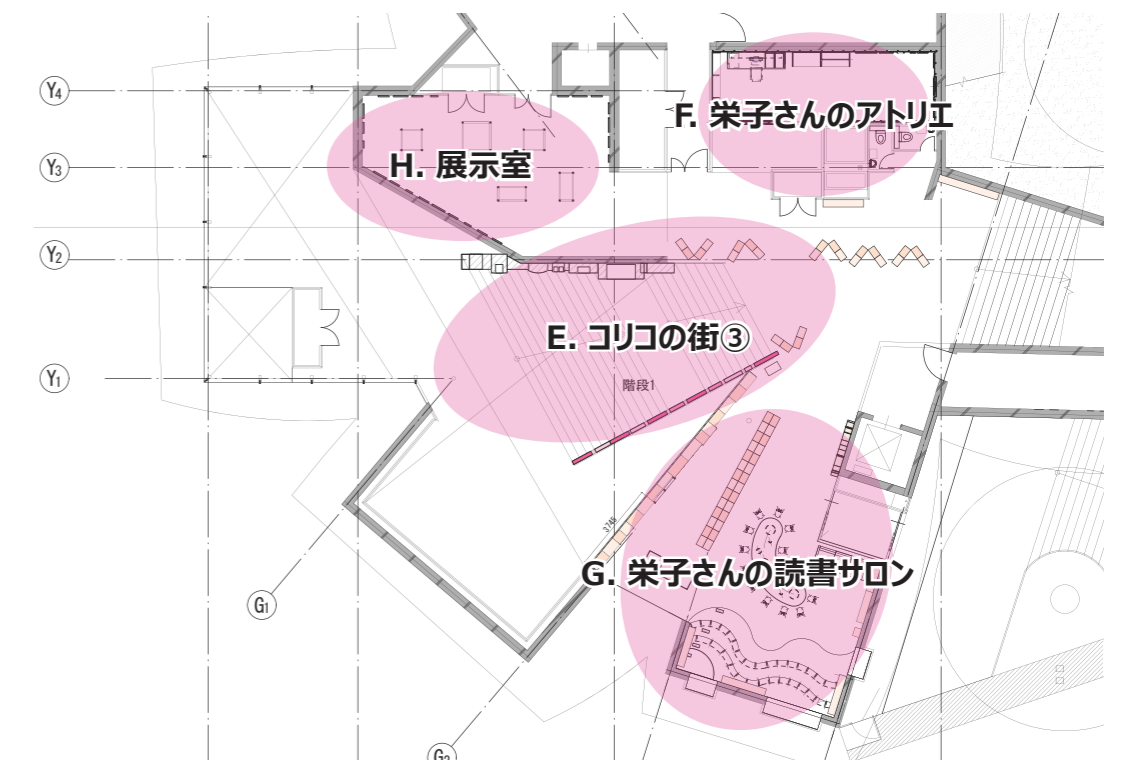 Y4
F. 栄子さんのアトリエ
H. 展示室
Y3
Y2
E. コリコの街③
Y1
階段1
3746
G. 栄子さんの読書サロン
G1
G2